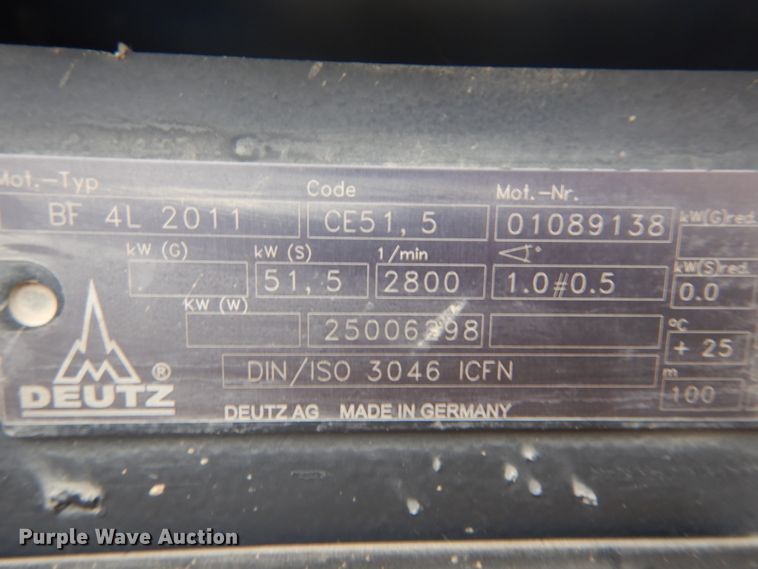 Mot.-Typ Code Mot.-Nr.
BF 4L 2011 CE51,5 01089138 kW(G)red.
kW (G) kW (S) 1/min ∢°
51,5 2800 1.0#0.5 kW(S)red.
0.0
KW (W)
°C
+ 25
DIN/ISO 3046 ICFN
m
100
DEUTZ ®
DEUTZ AG MADE IN GERMANY
Purple Wave Auction